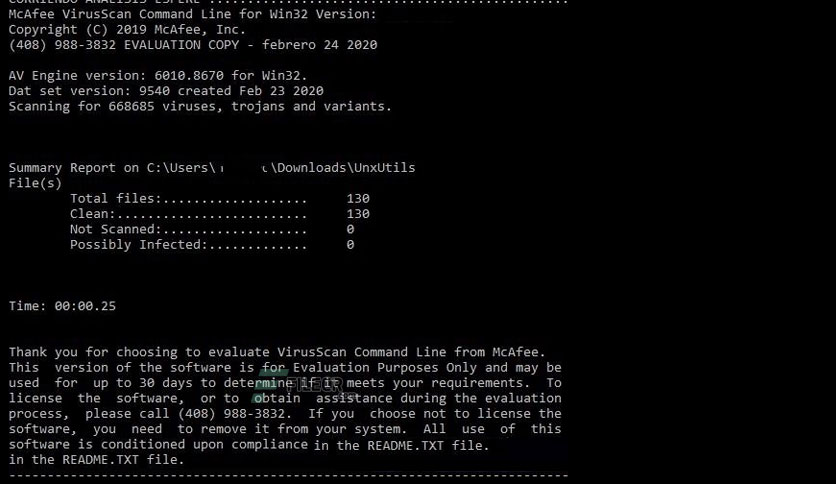 CORRIENDO ANALISIS ESPERE ...............................................
McAfee VirusScan Command Line for Win32 Version:
Copyright (C) 2019 McAfee, Inc.
(408) 988-3832 EVALUATION COPY - febrero 24 2020
AV Engine version: 6010.8670 for Win32.
Dat set version: 9540 created Feb 23 2020
Scanning for 668685 viruses, trojans and variants.
Summary Report on C:\Users\ \Downloads\UnxUtils
File(s)
Total files:................... 130
Clean:......................... 130
Not Scanned:................... 0
Possibly Infected:............. 0
Time: 00:00.25
Thank you for choosing to evaluate VirusScan Command Line from McAfee.
This version of the software is for Evaluation Purposes Only and may be
used for up to 30 days to determine if it meets your requirements. To
license the software, or to obtain assistance during the evaluation
process, please call (408) 988-3832. If you choose not to license the
software, you need to remove it from your system. All use of this
software is conditioned upon compliance in the README.TXT file.
in the README.TXT file.
-------------------------------------------------------------------------